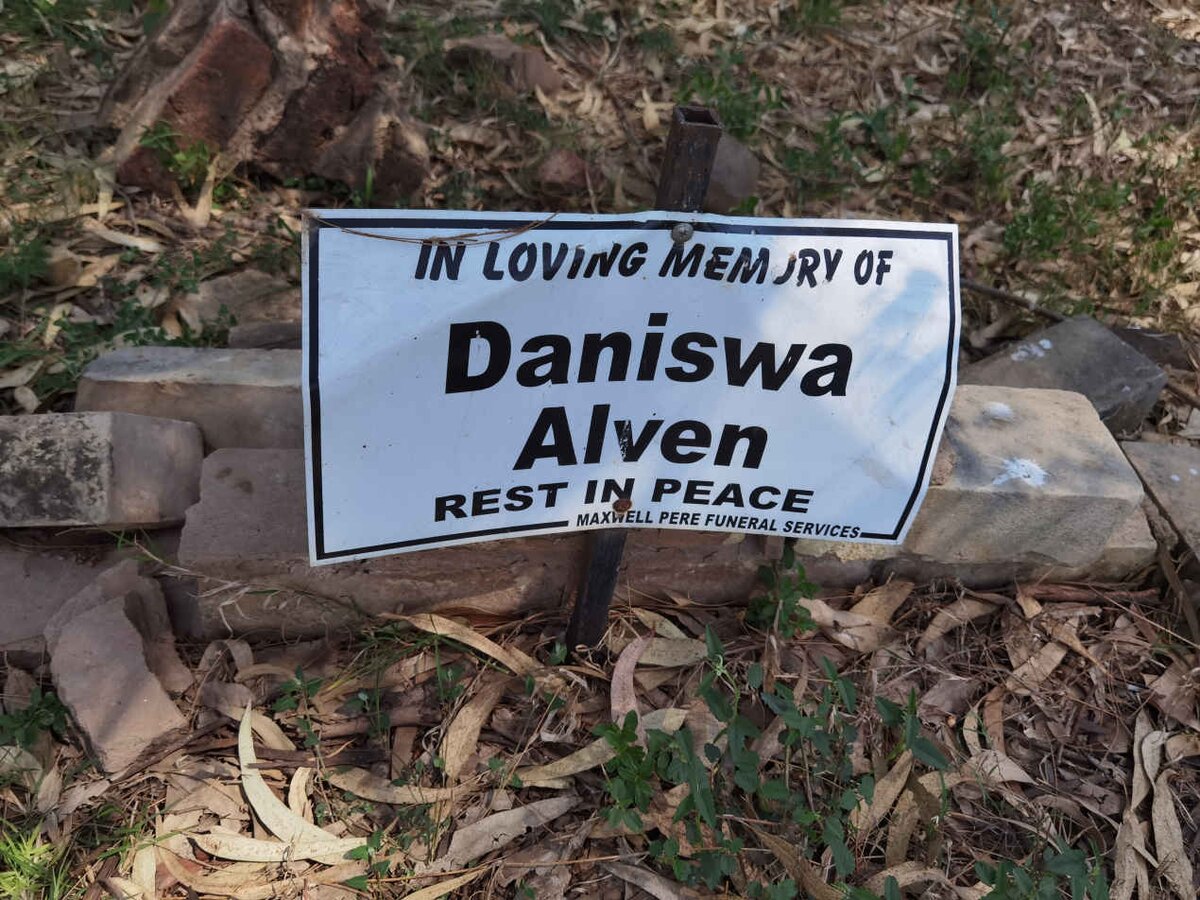 IN LOVING MEMORY OF
Daniswa
Alven
REST IN PEACE
MAXWELL PERE FUNERAL SERVICES